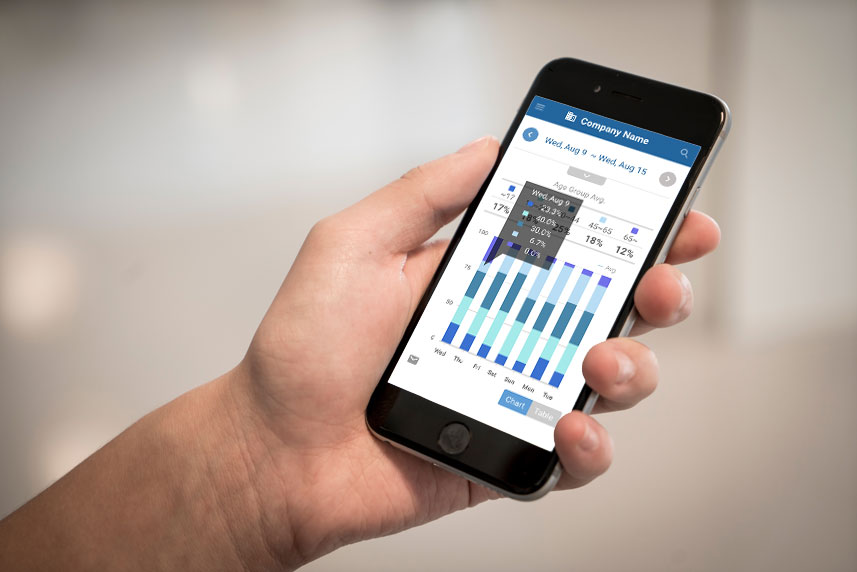 Company Name
Wed, Aug 9 ~ Wed, Aug 15
Age Group Avg.
~17 45~65 65~
17% 18% 12%
Wed, Aug 9
23.3%
40.0%
30.0%
6.7%
0.0%
Avg
100
75
50
0
Wed Thu Fri Sat Sun Mon Tue
Chart Table